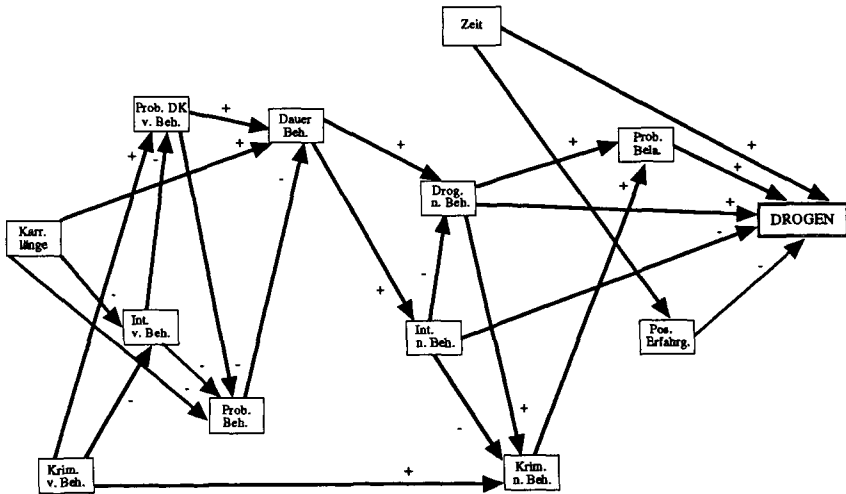 Zeit
+
Prob. DK
v. Beh.
+
Dauer
Beh.
+
+
-
+
+
Prob.
Bela.
+
+
-
+
Drog.
n. Beh.
+
DROGEN
-
Karr.
länge
-
-
-
+
Int.
v. Beh.
Int.
n. Beh.
Pos.
Erfahrg.
-
-
-
-
Prob.
Beh.
-
+
Krim.
v. Beh.
+
Krim.
n. Beh.